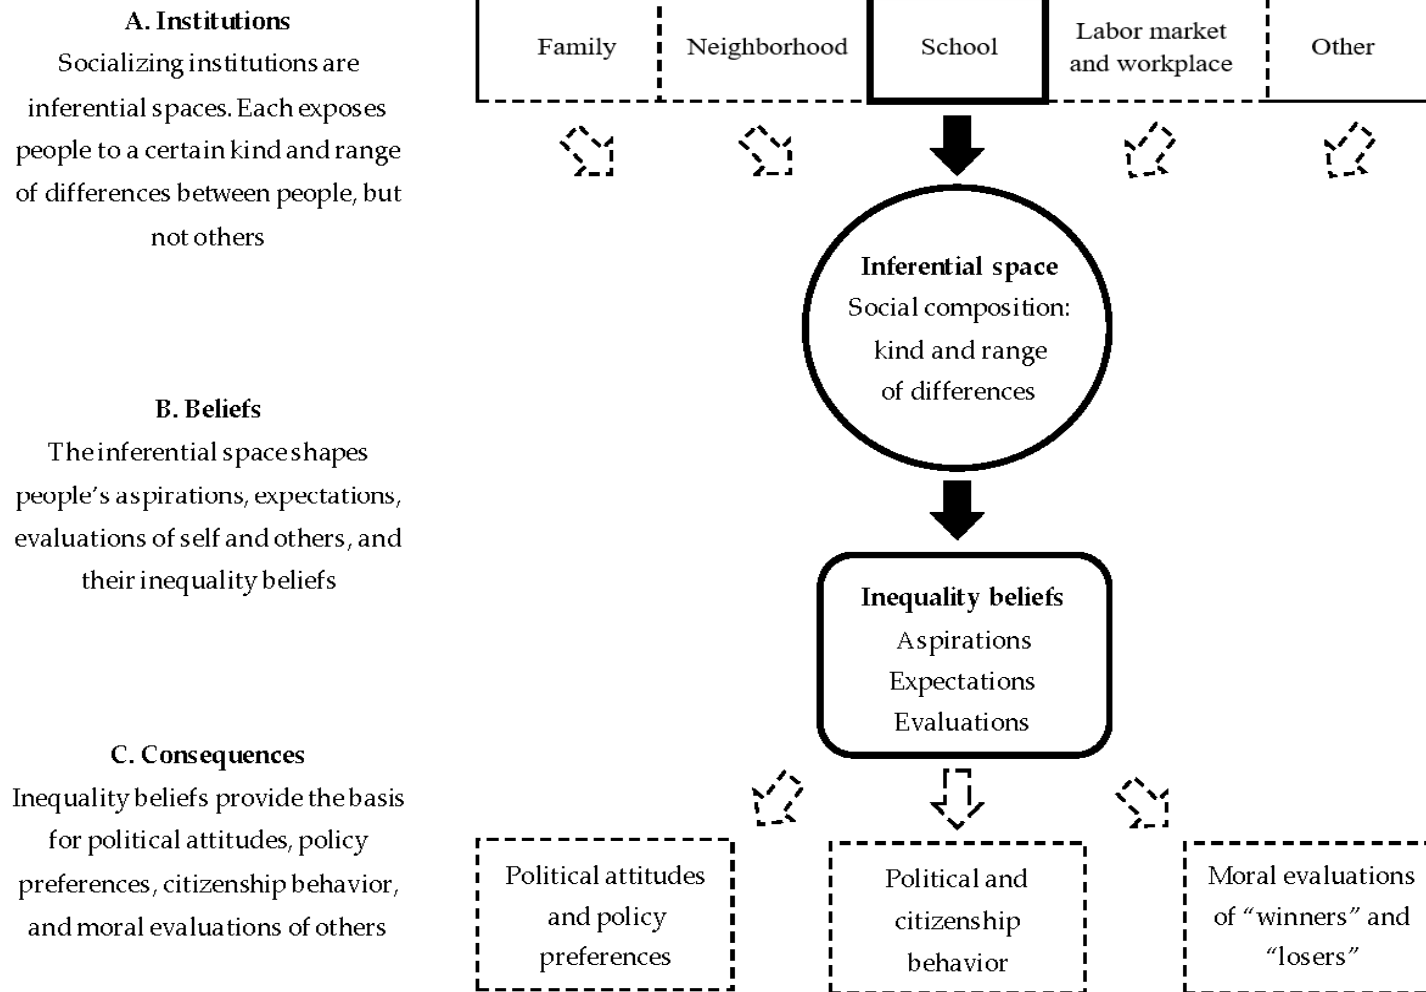 A. Institutions
Socializing institutions are
inferential spaces. Each exposes
people to a certain kind and range
of differences between people, but
not others
Family
Neighborhood
School
Labor market
and workplace
Other
Inferential space
Social composition:
kind and range
of differences
B. Beliefs
The inferential space shapes
people's aspirations, expectations,
evaluations of self and others, and
their inequality beliefs
Inequality beliefs
Aspirations
Expectations
Evaluations
C. Consequences
Inequality beliefs provide the basis
for political attitudes, policy
preferences, citizenship behavior,
and moral evaluations of others
Political attitudes
and policy
preferences
Political and
citizenship
behavior
Moral evaluations
of “winners” and
“losers”